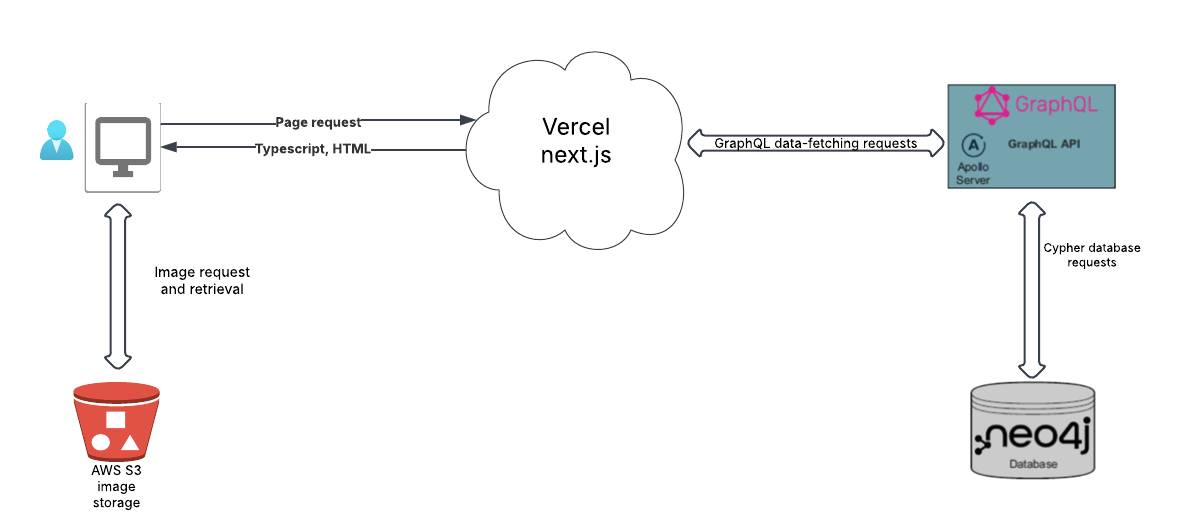 Page request
Typescript, HTML
Vercel
next.js
GraphQL data-fetching requests
GraphQL
A
GraphQL API
Apollo
Server
Image request
and retrieval
Cypher database
requests
AWS S3
image
storage
neo4j
Database